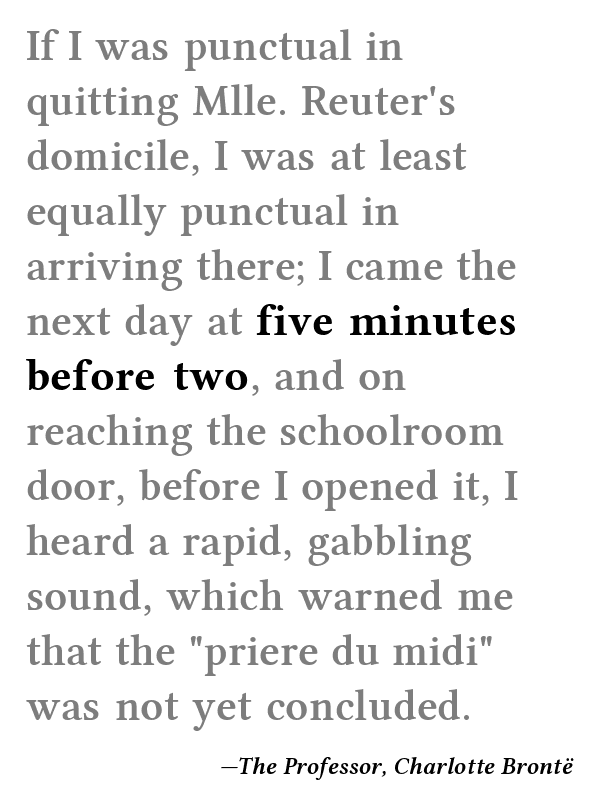 If I was punctual in
quitting Mlle. Reuter's
domicile, I was at least
equally punctual in
arriving there; I came the
next day at five minutes
before two, and on
reaching the schoolroom
door, before I opened it, I
heard a rapid, gabbling
sound, which warned me
that the "priere du midi"
was not yet concluded.
—The Professor, Charlotte Brontë